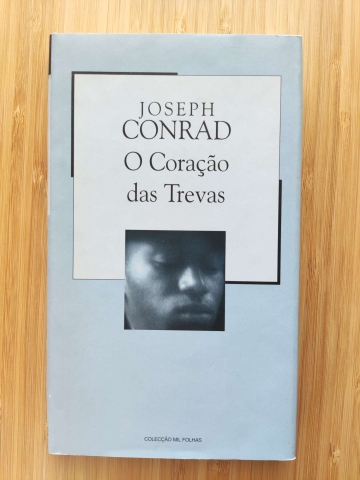 JOSEPH
CONRAD
O Coração
das Trevas
COLECÇÃO MIL FOLHAS